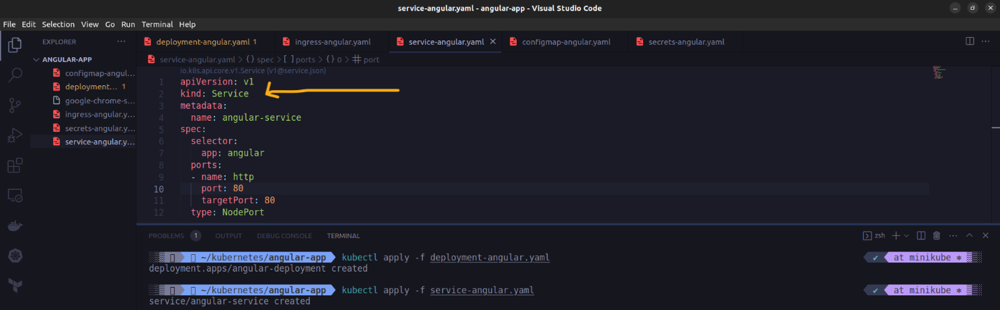 service-angular.yaml - angular-app - Visual Studio Code
File Edit Selection View Go Run Terminal Help
EXPLORER
ANGULAR-APP
configmap-angul...
deployment... 1
google-chrome-s...
ingress-angular.y...
secrets-angular.y...
service-angular.y...
deployment-angular.yaml 1
ingress-angular.yaml
service-angular.yaml
configmap-angular.yaml
secrets-angular.yaml
service-angular.yaml > {} spec > [ ] ports > {} 0 > port
io.k8s.api.core.v1.Service (v1@service.json)
1 apiVersion: v1
2 kind: Service
3 metadata:
4 name: angular-service
5 spec:
6 selector:
7 app: angular
8 ports:
9 - name: http
10 port: 80
11 targetPort: 80
12 type: NodePort
PROBLEMS 1 OUTPUT DEBUG CONSOLE TERMINAL
zsh
~/kubernetes/angular-app kubectl apply -f deployment-angular.yaml ✔ at minikube
deployment.apps/angular-deployment created
~/kubernetes/angular-app kubectl apply -f service-angular.yaml ✔ at minikube
service/angular-service created